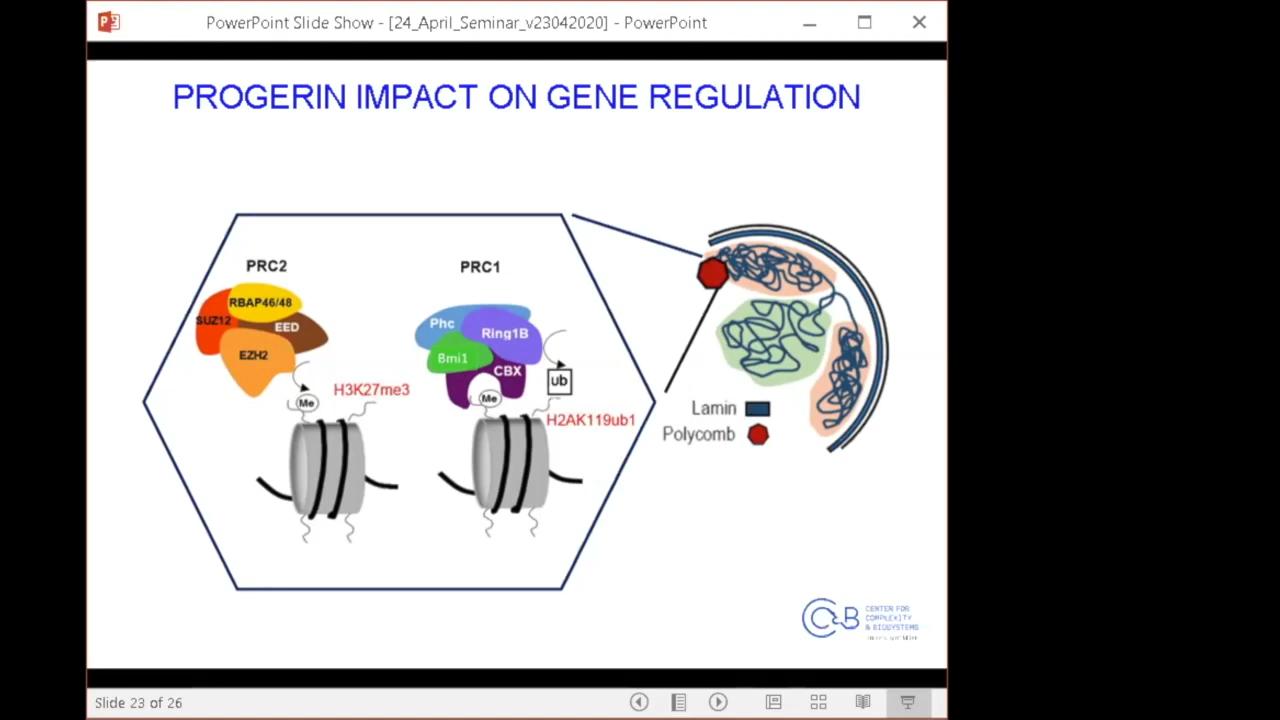 PowerPoint Slide Show - [24_April_Seminar_v23042020] - PowerPoint
PROGERIN IMPACT ON GENE REGULATION
PRC2
PRC1
RBAP46/48
SUZ12
EED
EZH2
Me
H3K27me3
Phc
Ring1B
Bmi1
CBX
ub
Me
H2AK119ub1
Lamin
Polycomb
C&B
CENTER FOR
COMPLEXITY
& BIOSYSTEMS
Slide 23 of 26